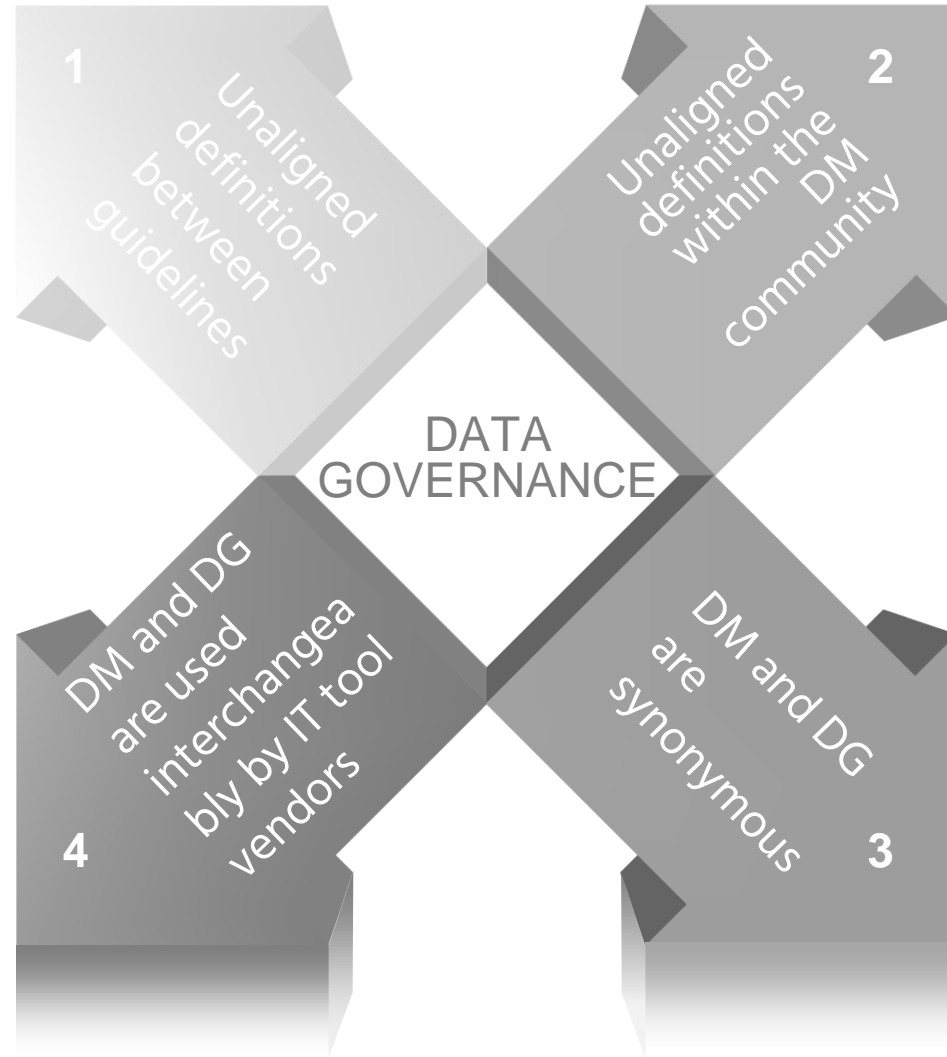 1
Unaligned
definitions
between
guidelines
2
Unaligned
definitions
within the
DM
community
DATA
GOVERNANCE
DM and DG
are
synonymous
3
DM and DG
are used
interchangea
bly by IT tool
vendors
4